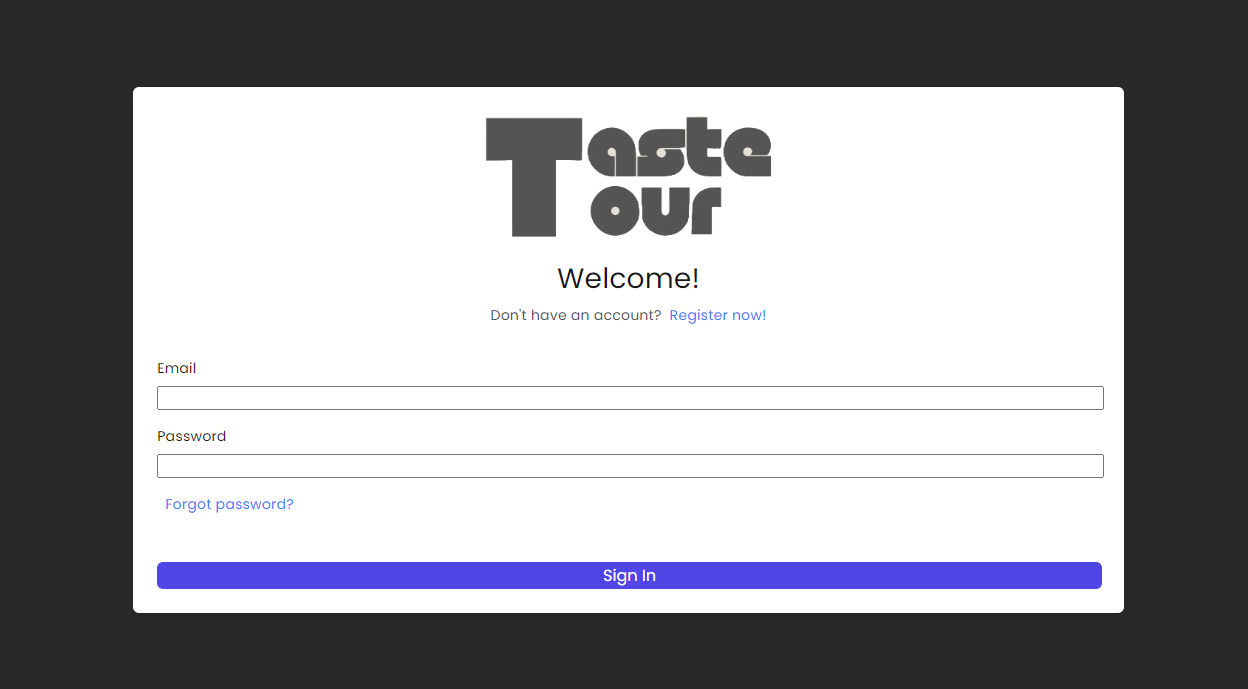 Taste
Tour
Welcome!
Don't have an account? Register now!
Email
Password
Forgot password?
Sign In